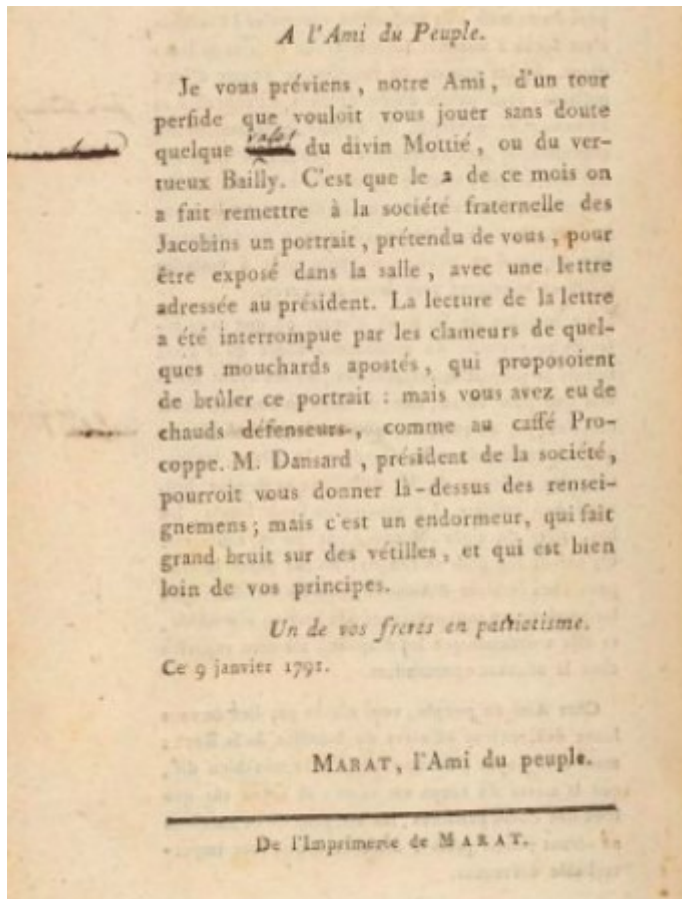 A l'Ami du Peuple.
Je vous préviens, notre Ami, d'un tour
perfide que vouloit vous jouer sans doute
valet
quelque du divin Mottié, ou du ver-
tueux Bailly. C'est que le 2 de ce mois on
a fait remettre à la société fraternelle des
Jacobins un portrait, prétendu de vous, pour
être exposé dans la salle, avec une lettre
adressée au président. La lecture de la lettre
a été interrompue par les clameurs de quel-
ques mouchards apostés, qui proposoient
de brûler ce portrait : mais vous avez eu de
chauds défenseurs, comme au caffé Pro-
coppe. M. Dansard, président de la société,
pourroit vous donner là-dessus des rensei-
gnemens ; mais c'est un endormeur, qui fait
grand bruit sur des vétilles, et qui est bien
loin de vos principes.
Un de vos freres en patriotisme.
Ce 9 janvier 1791.
MARAT, l'Ami du peuple.
De l'Imprimerie de MARAT.